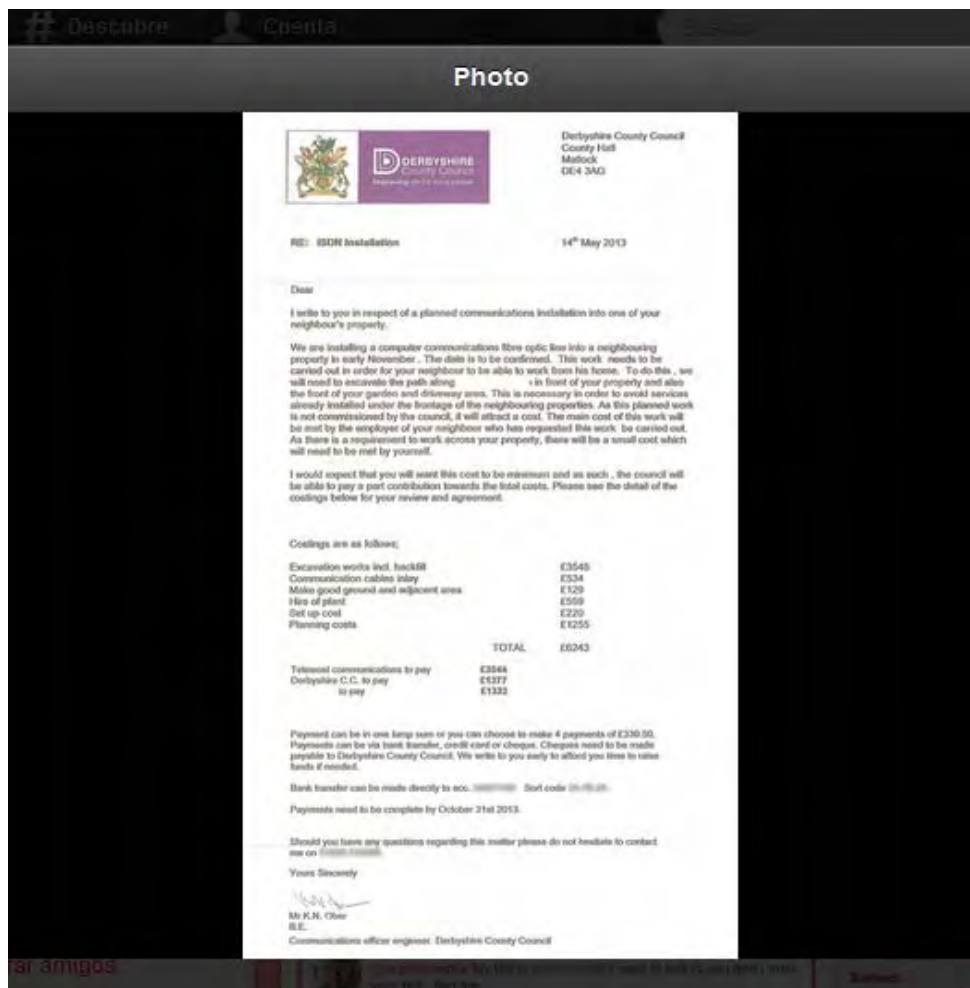 # Descubre Cuenta
Photo
DERBYSHIRE
County Council
Derbyshire County Council
County Hall
Matlock
DE4 3AG
RE: ISDN Installation 14th May 2013
Dear
I write to you in respect of a planned communications installation into one of your
neighbour's property.
We are installing a computer communications fibre optic line into a neighbouring
property in early November . The date is to be confirmed. This work needs to be
carried out in order for your neighbour to be able to work from his home. To do this , we
will need to excavate the path along in front of your property and also
the front of your garden and driveway area. This is necessary in order to avoid services
already installed under the frontage of the neighbouring properties. As this planned work
is not commissioned by the council, it will attract a cost. The main cost of this work will
be met by the employer of your neighbour who has requested this work be carried out.
As there is a requirement to work across your property, there will be a small cost which
will need to be met by yourself.
I would expect that you will want this cost to be minimum and as such , the council will
be able to pay a part contribution towards the total costs. Please see the detail of the
costings below for your review and agreement.
Costings are as follows;
Excavation works incl. backfill £3545
Communication cables inlay £534
Make good ground and adjacent area £129
Hire of plant £559
Set up cost £220
Planning costs £1255
TOTAL £6243
Telewest communications to pay £3544
Derbyshire C.C. to pay £1377
to pay £1322
Payment can be in one lump sum or you can choose to make 4 payments of £330.50.
Payments can be via bank transfer, credit card or cheque. Cheques need to be made
payable to Derbyshire County Council. We write to you early to afford you time to raise
funds if needed.
Bank transfer can be made directly to acc. Sort code
Payments need to be complete by October 31st 2013.
Should you have any questions regarding this matter please do not hesitate to contact
me on
Yours Sincerely
Mr K.N. Ober
B.E.
Communications officer engineer Derbyshire County Council
rar amigos